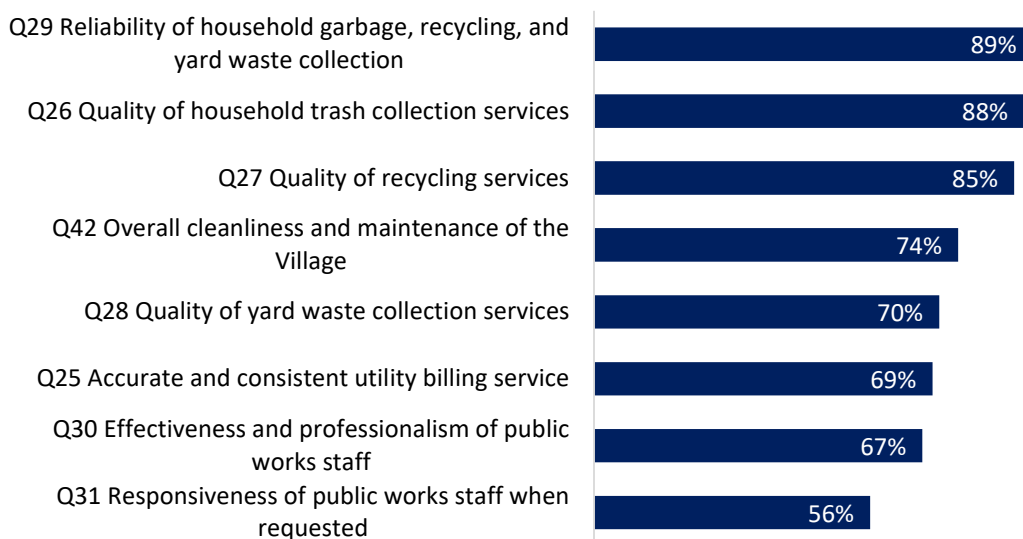 Q29 Reliability of household garbage, recycling, and
yard waste collection
89%
Q26 Quality of household trash collection services
88%
Q27 Quality of recycling services
85%
Q42 Overall cleanliness and maintenance of the
Village
74%
Q28 Quality of yard waste collection services
70%
Q25 Accurate and consistent utility billing service
69%
Q30 Effectiveness and professionalism of public
works staff
67%
Q31 Responsiveness of public works staff when
requested
56%